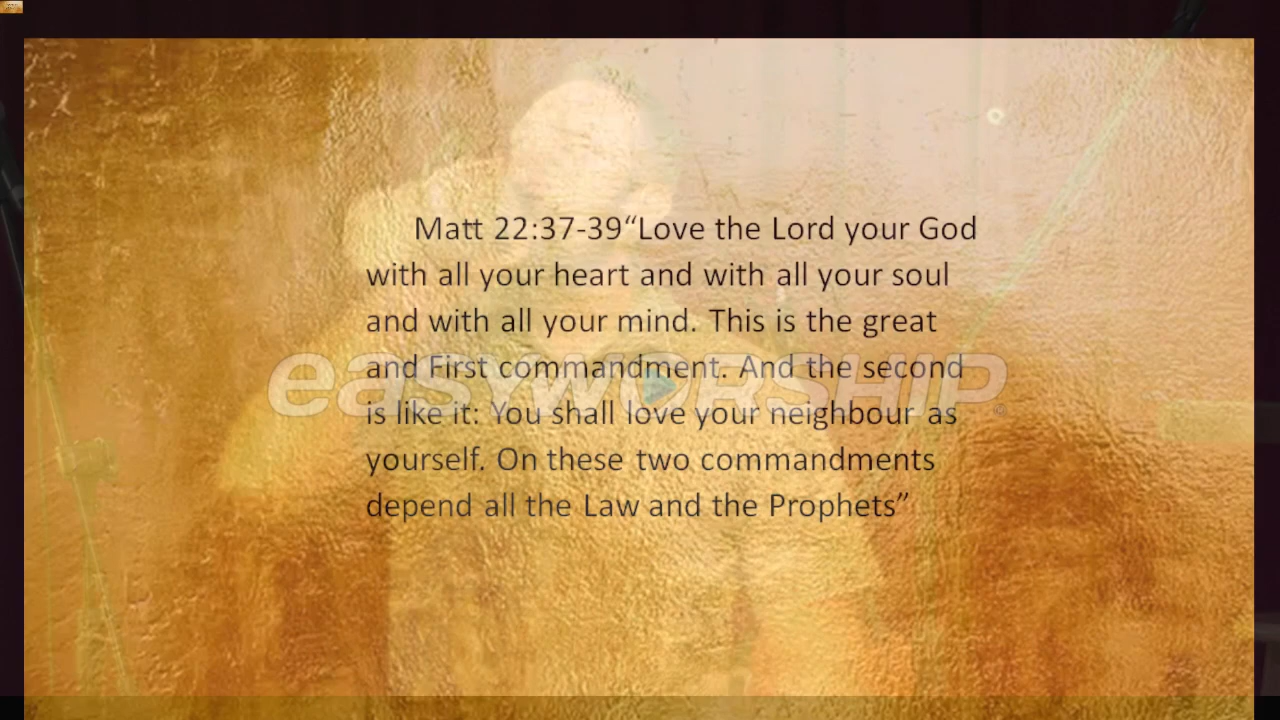 Matt 22:37-39“Love the Lord your God
with all your heart and with all your soul
and with all your mind. This is the great
and First commandment. And the second
easyWORSHIP®
is like it: You shall love your neighbour as
yourself. On these two commandments
depend all the Law and the Prophets”